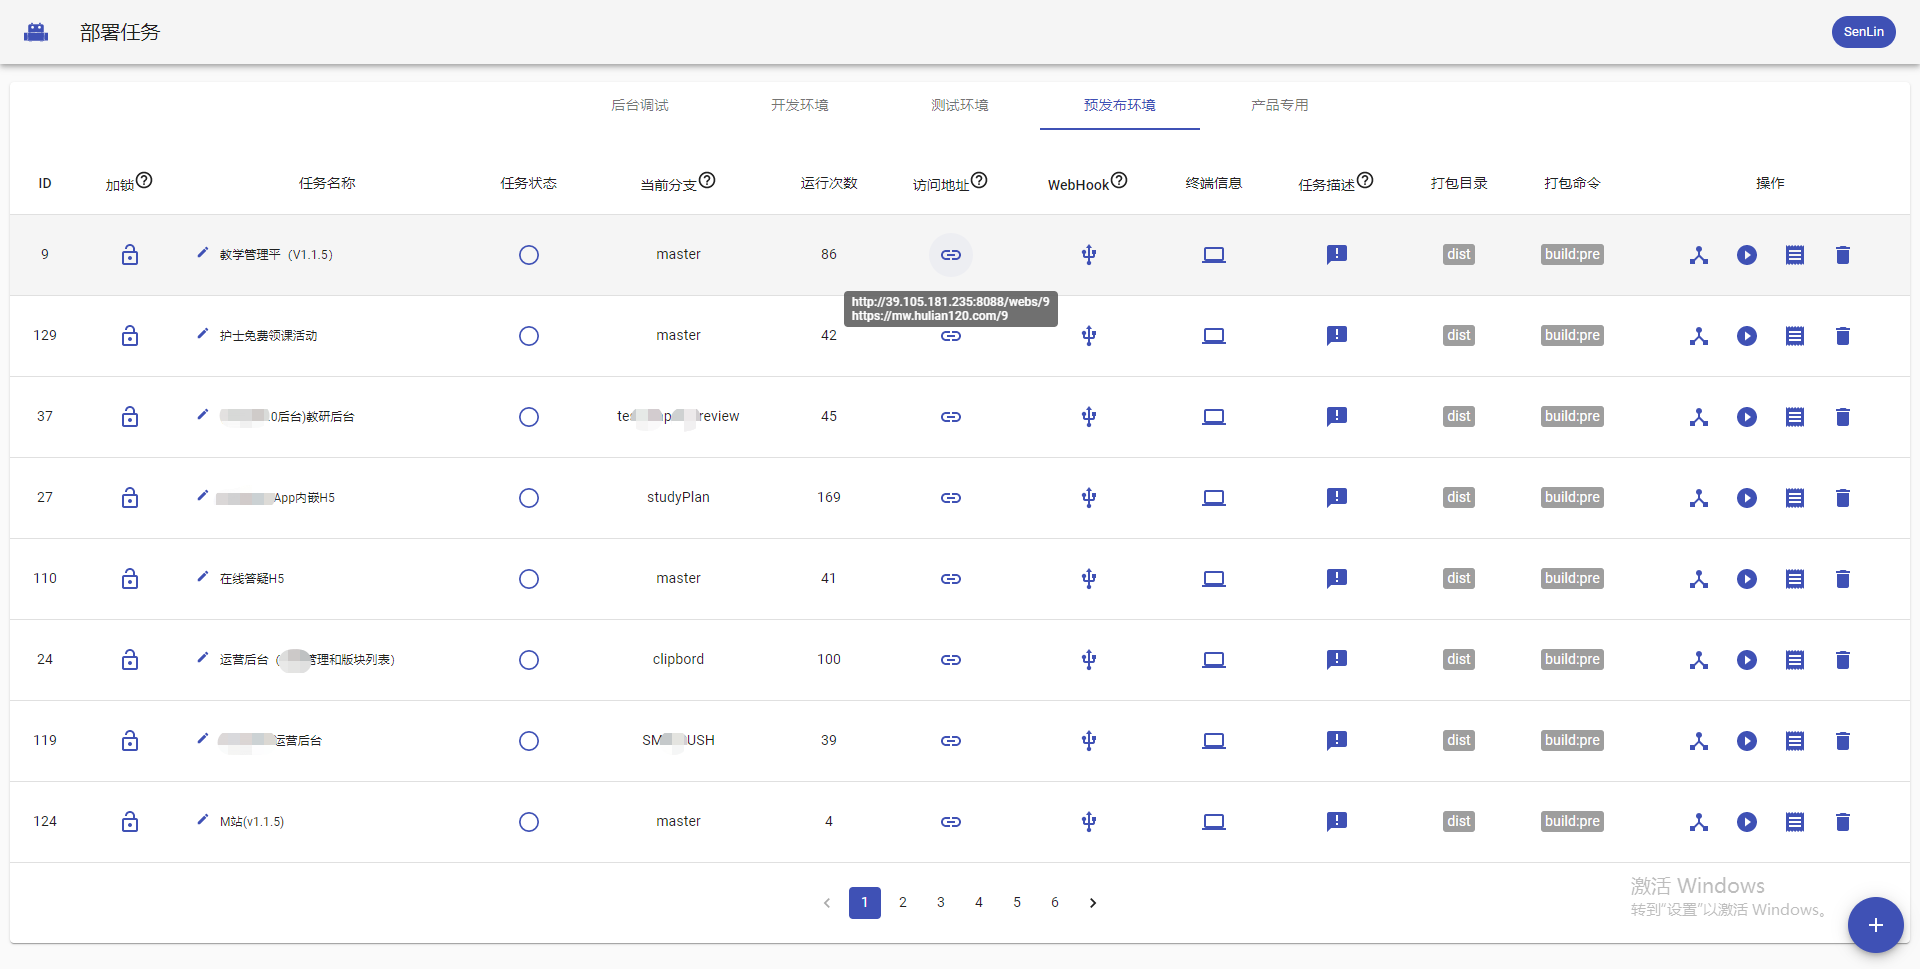 部署任务
SenLin
后台调试 开发环境 测试环境 预发布环境 产品专用
ID 加锁 任务名称 任务状态 当前分支 运行次数 访问地址 WebHook 终端信息 任务描述 打包目录 打包命令 操作
9 教学管理平（V1.1.5） master 86 dist build:pre
http://39.105.181.235:8088/webs/9
https://mw.hulian120.com/9
129 护士免费领课活动 master 42 dist build:pre
37 .0后台)教研后台 tes p review 45 dist build:pre
27 App内嵌H5 studyPlan 169 dist build:pre
110 在线答疑H5 master 41 dist build:pre
24 运营后台（ 管理和版块列表） clipbord 100 dist build:pre
119 运营后台 SM USH 39 dist build:pre
124 M站(v1.1.5) master 4 dist build:pre
1 2 3 4 5 6
激活 Windows
转到“设置”以激活 Windows。